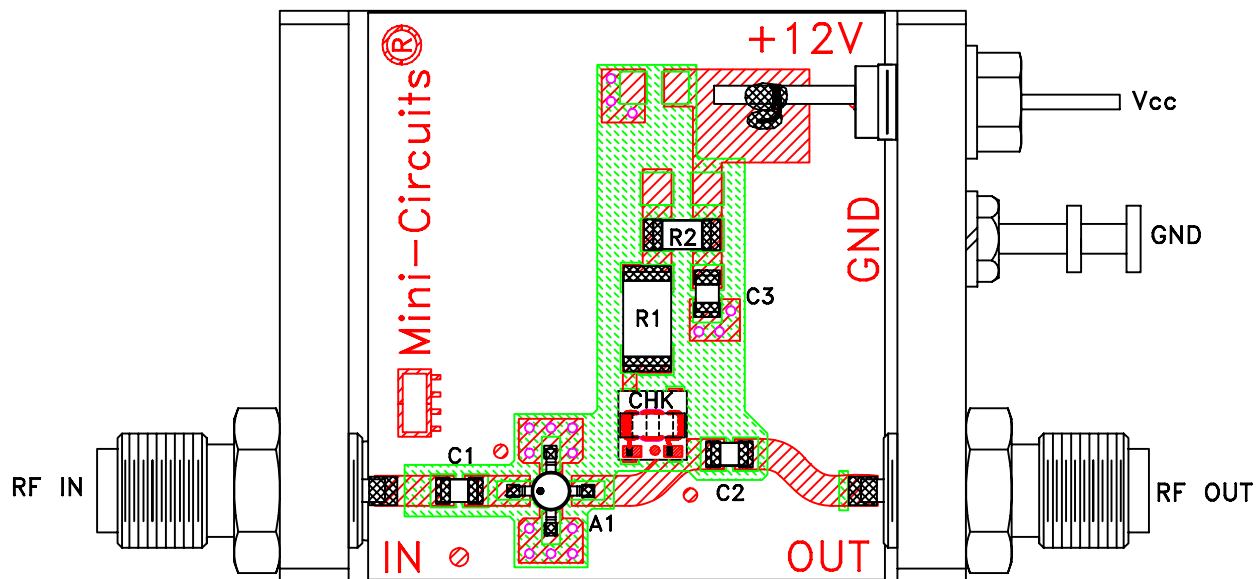 +12V
Mini-Circuits®
Vcc
R2
GND
GND
C3
R1
CHK
C1
C2
RF IN
RF OUT
A1
IN
OUT